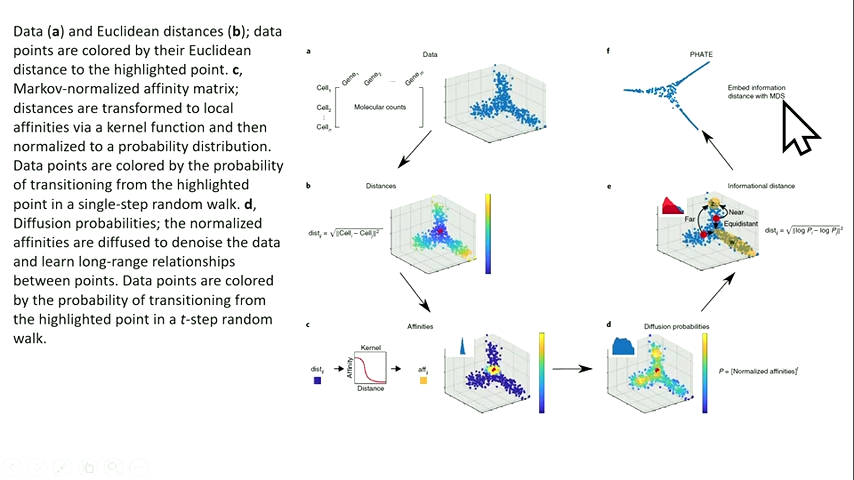 Data (a) and Euclidean distances (b); data
points are colored by their Euclidean
distance to the highlighted point. c,
Markov-normalized affinity matrix;
distances are transformed to local
affinities via a kernel function and then
normalized to a probability distribution.
Data points are colored by the probability
of transitioning from the highlighted
point in a single-step random walk. d,
Diffusion probabilities; the normalized
affinities are diffused to denoise the data
and learn long-range relationships
between points. Data points are colored
by the probability of transitioning from
the highlighted point in a t-step random
walk.
a
Data
Gene₁ Gene₂ ... Geneₘ
Cell₁
Cell₂
⋮
Cellₙ
Molecular counts
b
Distances
distᵢⱼ = √||Cellᵢ – Cellⱼ||²
c
Affinities
Kernel
distᵢⱼ
Affinity
affᵢⱼ
Distance
d
Diffusion probabilities
P = [Normalized affinities]ᵗ
e
Informational distance
Far
Near
Equidistant
distᵢⱼ = √||log Pᵢ – log Pⱼ||²
f
PHATE
Embed information
distance with MDS